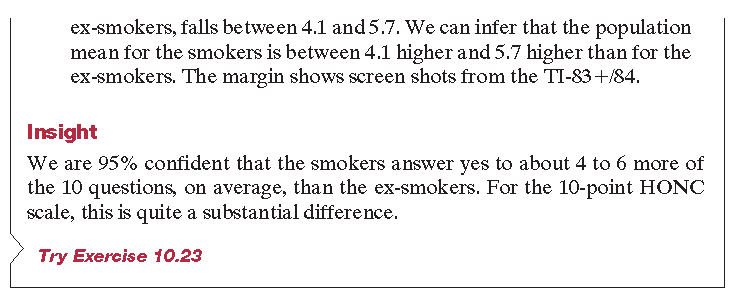 ex-smokers, falls between 4.1 and 5.7. We can infer that the population
mean for the smokers is between 4.1 higher and 5.7 higher than for the
ex-smokers. The margin shows screen shots from the TI-83+/84.
Insight
We are 95% confident that the smokers answer yes to about 4 to 6 more of
the 10 questions, on average, than the ex-smokers. For the 10-point HONC
scale, this is quite a substantial difference.
Try Exercise 10.23